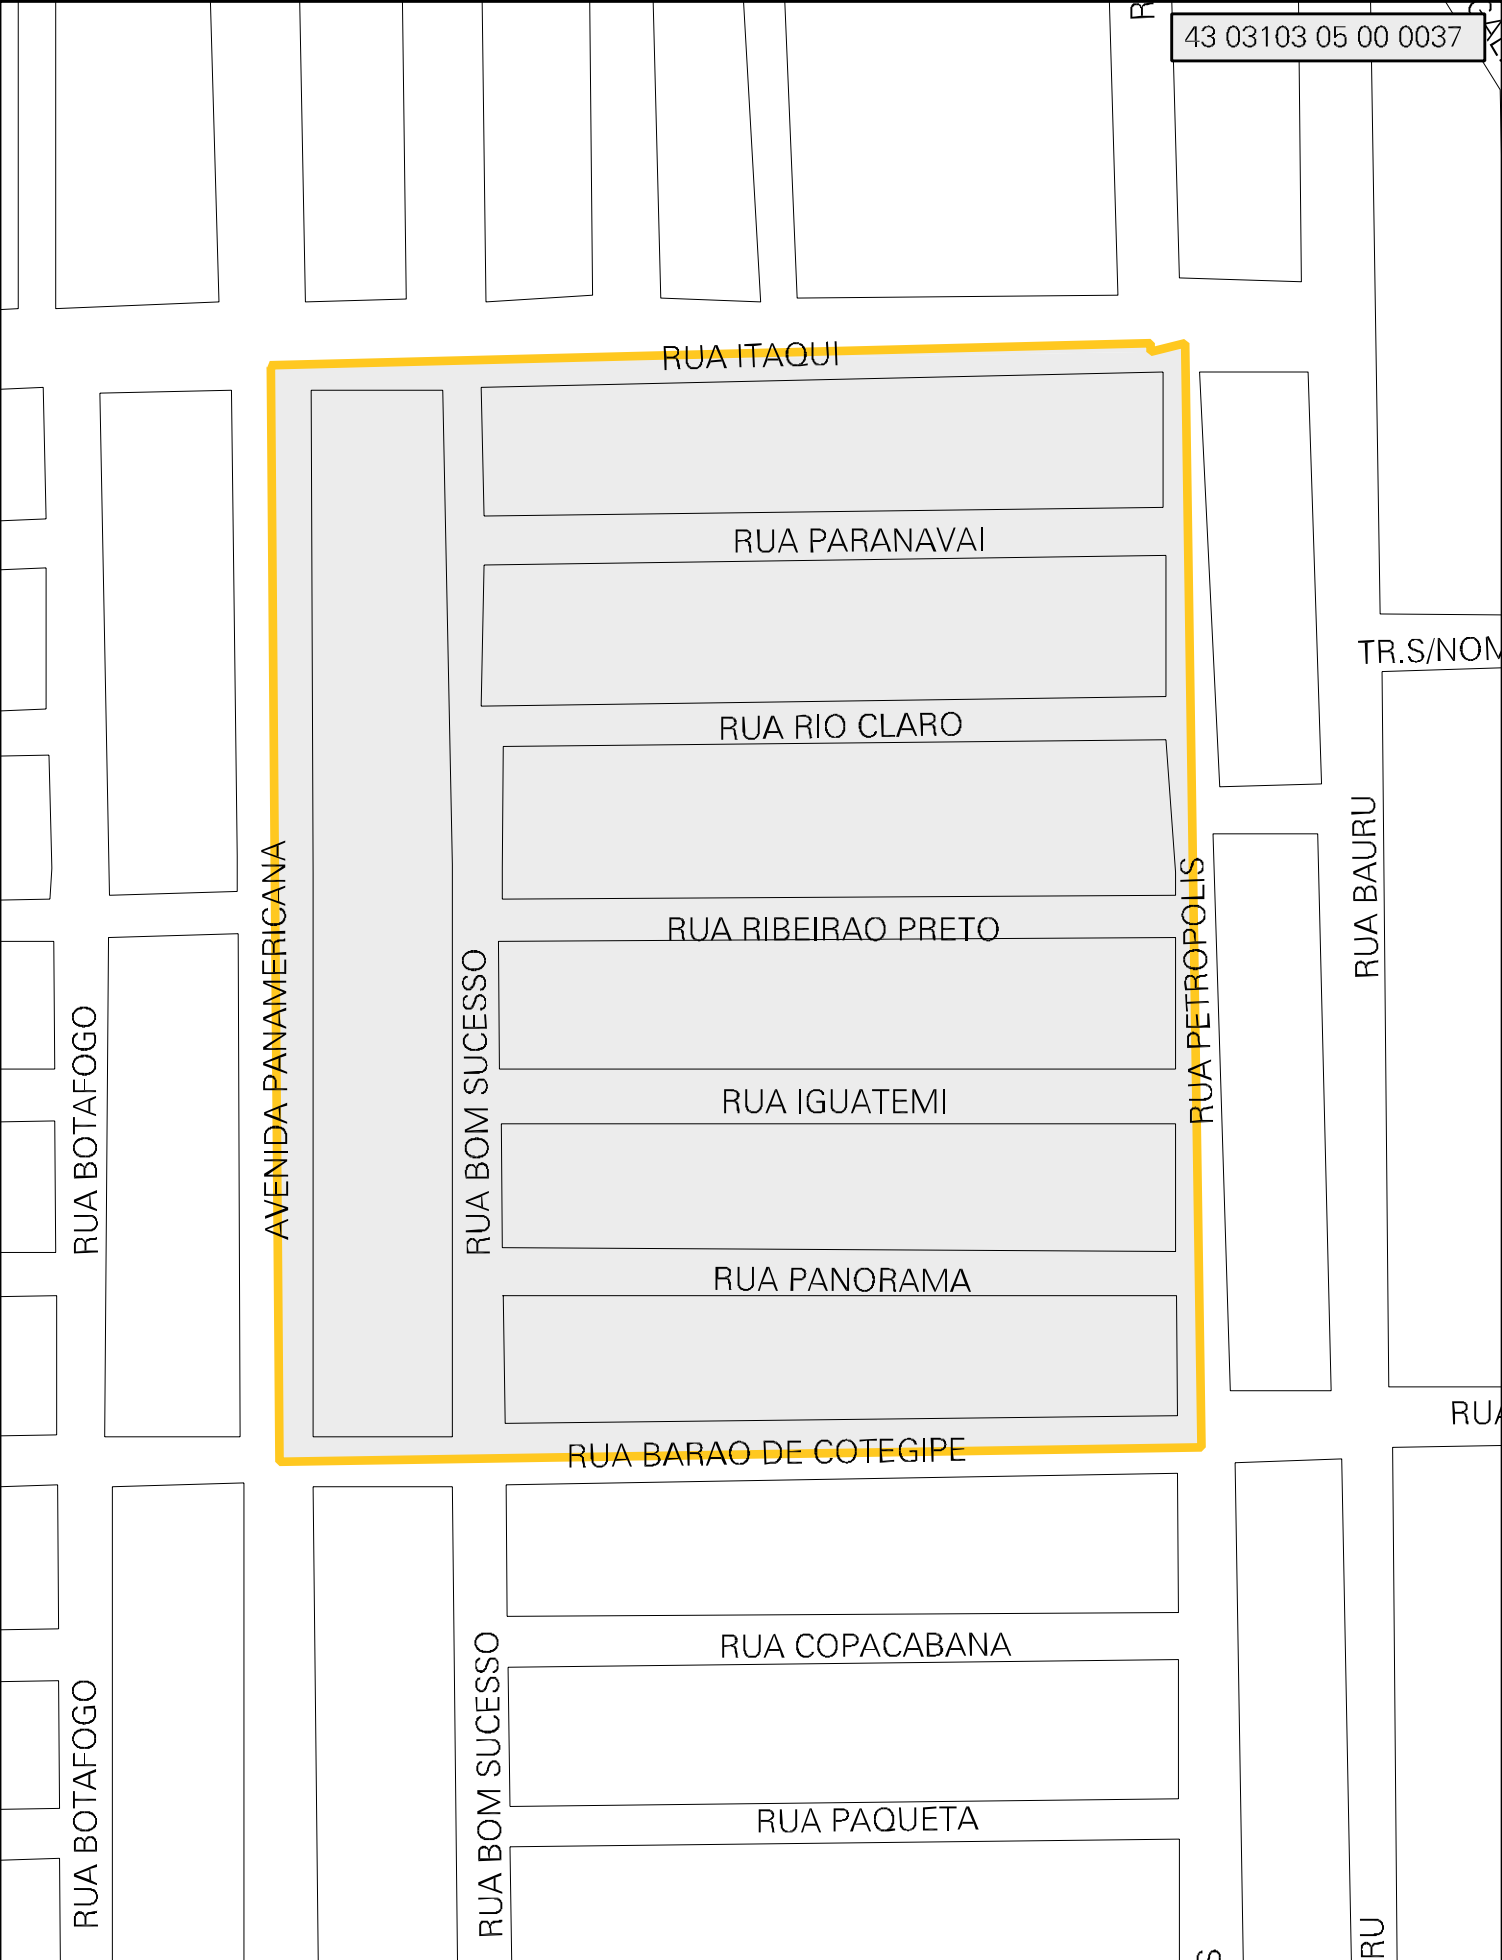 43 03103 05 00 0037
RUA ITAQUI
RUA PARANAVAI
TR.S/NOM
RUA RIO CLARO
RUA BAURU
AVENIDA PANAMERICANA
RUA PETROPOLIS
RUA RIBEIRAO PRETO
RUA BOM SUCESSO
RUA BOTAFOGO
RUA IGUATEMI
RUA PANORAMA
RUA
RUA BARAO DE COTEGIPE
RUA COPACABANA
RUA BOM SUCESSO
RUA BOTAFOGO
RUA PAQUETA
RU
S